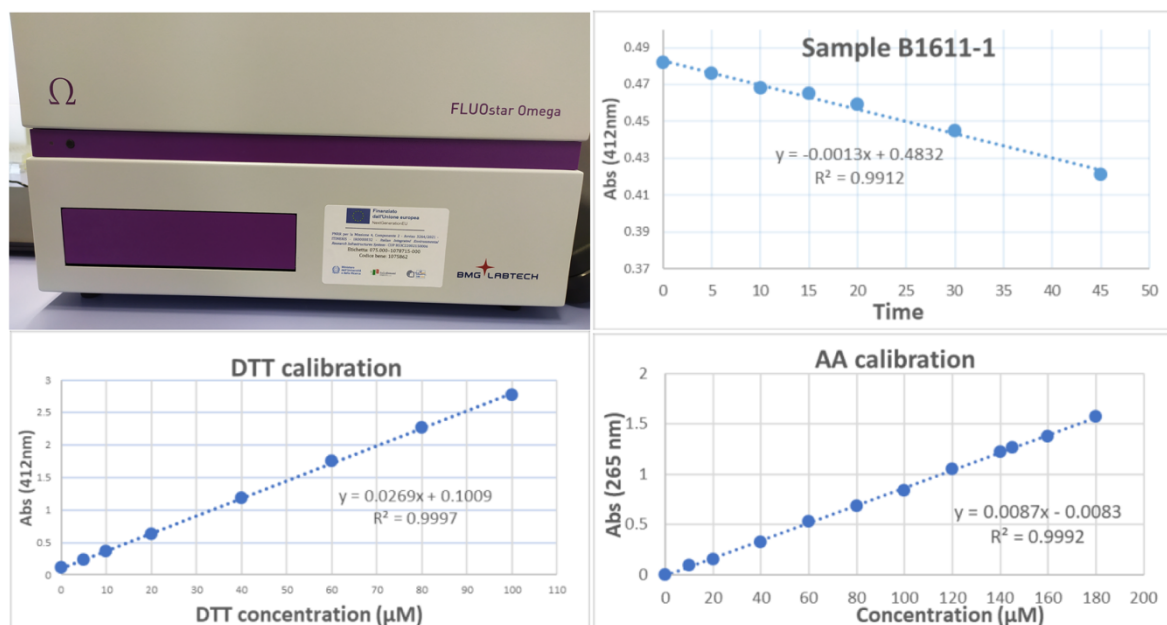 Ω
FLUOstar Omega
Finanziato
dall'Unione europea
NextGenerationEU
Etichetta:
Codice bene: 1075862
BMG LABTECH
Sample B1611-1
Abs (412nm)
0.49
0.47
0.45
0.43
0.41
0.39
0.37
y = -0.0013x + 0.4832
R² = 0.9912
0 5 10 15 20 25 30 35 40 45 50
Time
DTT calibration
Abs (412nm)
3
2.5
2
1.5
1
0.5
0
y = 0.0269x + 0.1009
R² = 0.9997
0 10 20 30 40 50 60 70 80 90 100 110
DTT concentration (µM)
AA calibration
Abs (265 nm)
2
1.5
1
0.5
0
y = 0.0087x - 0.0083
R² = 0.9992
0 20 40 60 80 100 120 140 160 180 200
Concentration (µM)